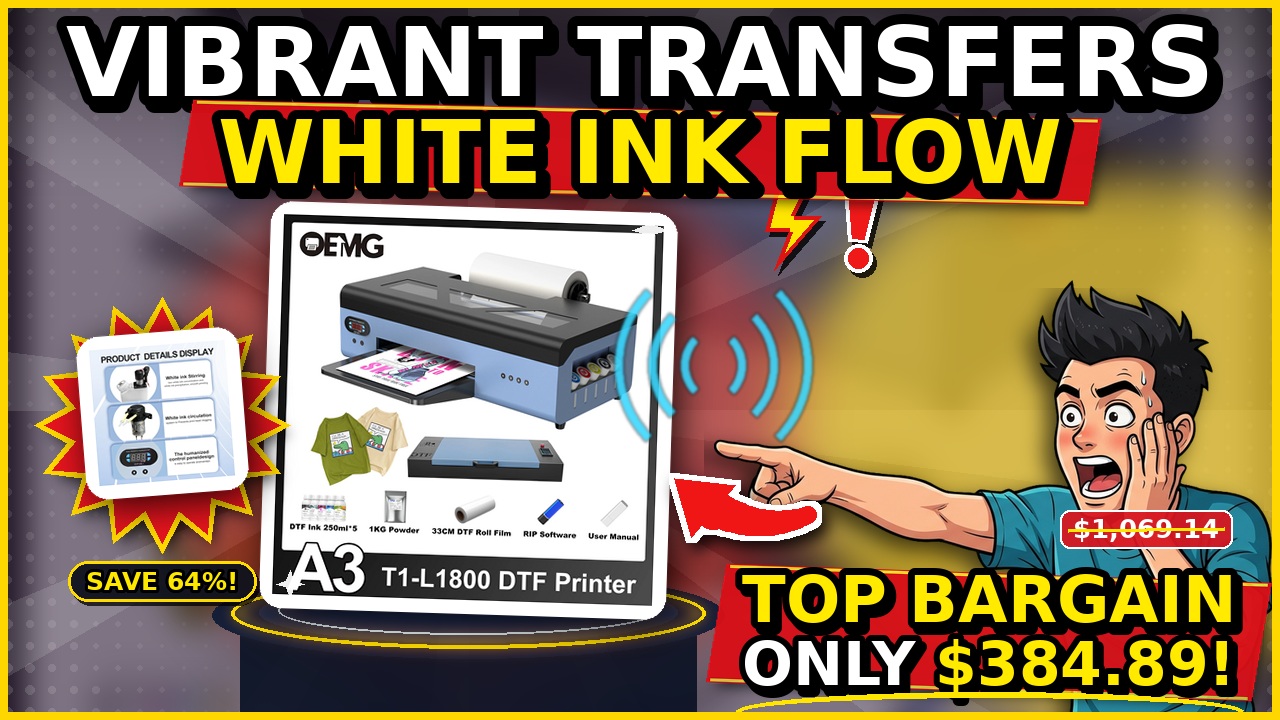 VIBRANT TRANSFERS
WHITE INK FLOW
OEMG
PRODUCT DETAILS DISPLAY
White ink Stirring
White ink circulation
The humanized
control paneldesign
DTF Ink 250ml*5
1KG Powder
33CM DTF Roll Film
RIP Software
User Manual
A3 T1-L1800 DTF Printer
SAVE 64%!
$1,069.14
TOP BARGAIN
ONLY $384.89!